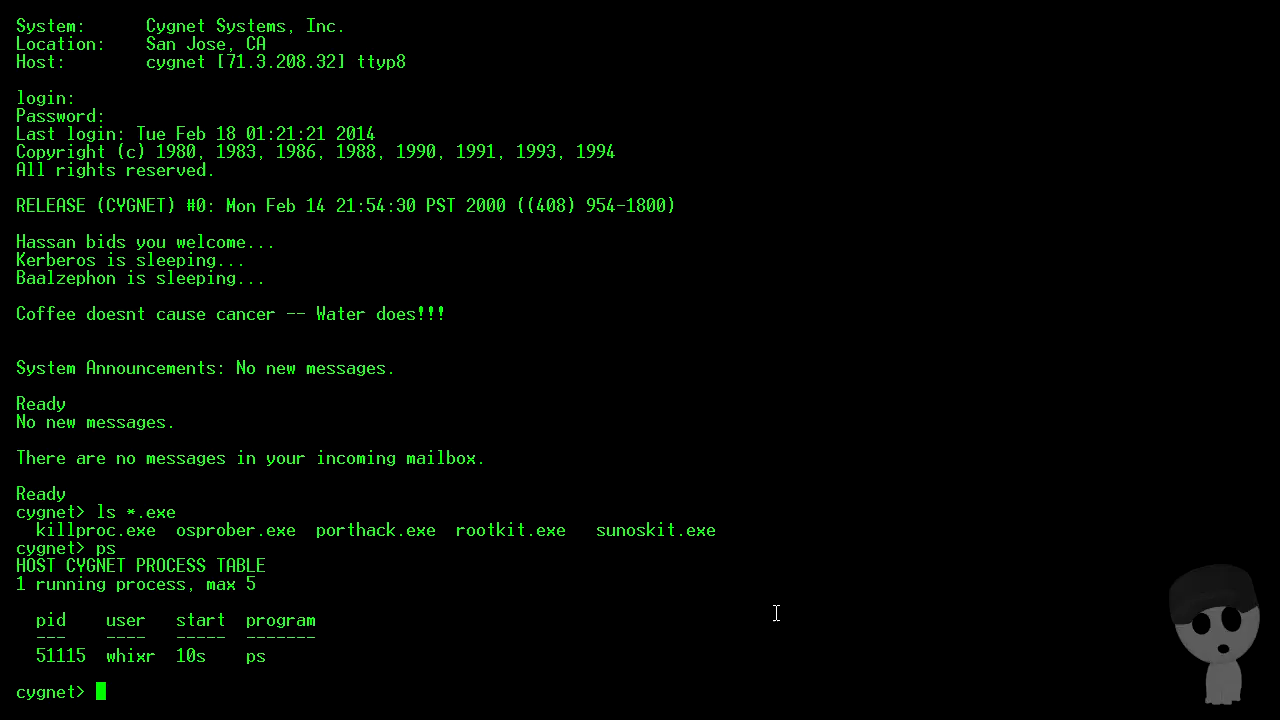 System:      Cygnet Systems, Inc.
Location:    San Jose, CA
Host:        cygnet [71.3.208.32] ttyp8
login:
Password:
Last login: Tue Feb 18 01:21:21 2014
Copyright (c) 1980, 1983, 1986, 1988, 1990, 1991, 1993, 1994
All rights reserved.
RELEASE (CYGNET) #0: Mon Feb 14 21:54:30 PST 2000 ((408) 954-1800)
Hassan bids you welcome...
Kerberos is sleeping...
Baalzephon is sleeping...
Coffee doesnt cause cancer -- Water does!!!
System Announcements: No new messages.
Ready
No new messages.
There are no messages in your incoming mailbox.
Ready
cygnet> ls *.exe
  killproc.exe  osprober.exe  porthack.exe  rootkit.exe   sunoskit.exe
cygnet> ps
HOST CYGNET PROCESS TABLE
1 running process, max 5
  pid    user   start  program
  ---    ----   -----  -------
  51115  whixr  10s    ps
cygnet>